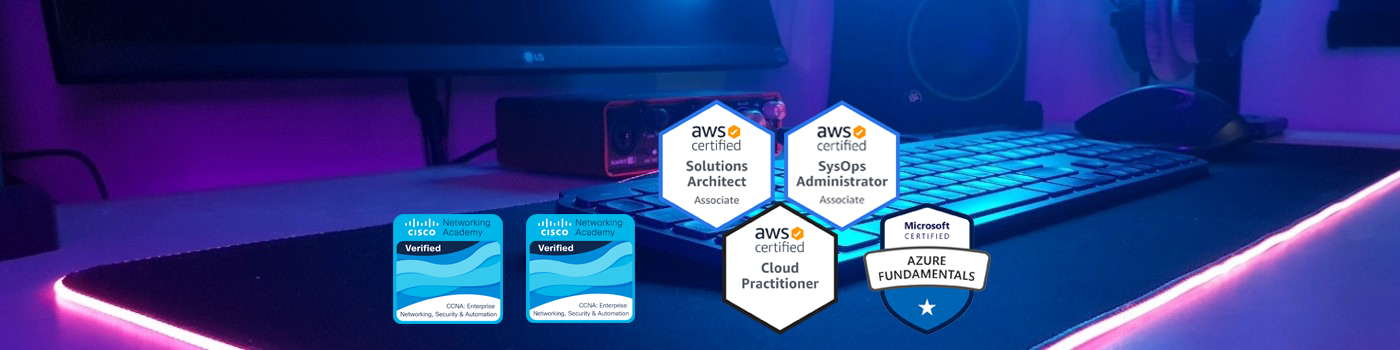 LG
aws
certified
Solutions
Architect
Associate
aws
certified
SysOps
Administrator
Associate
CISCO
Networking
Academy
Verified
CCNA: Enterprise
Networking, Security & Automation
CISCO
Networking
Academy
Verified
CCNA: Enterprise
Networking, Security & Automation
aws
certified
Cloud
Practitioner
Microsoft
CERTIFIED
AZURE
FUNDAMENTALS